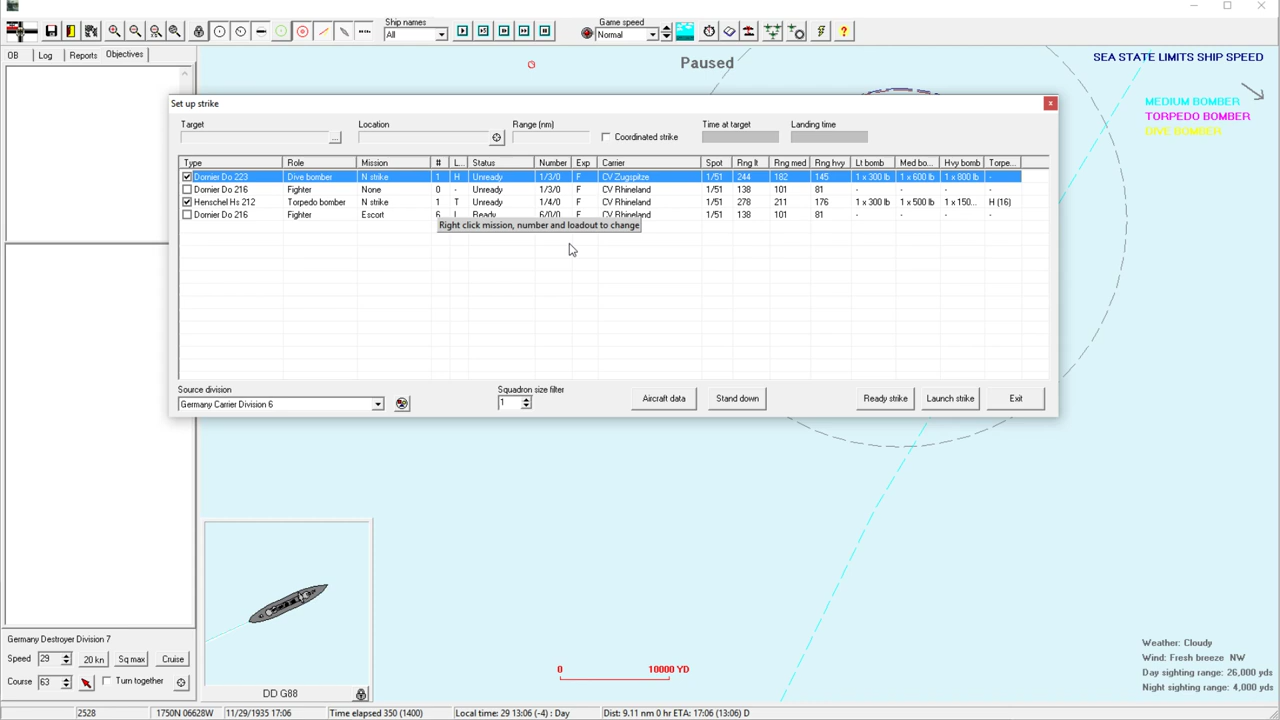 Ship names
Game speed
All
Normal
OB Log Reports Objectives
Paused
SEA STATE LIMITS SHIP SPEED
MEDIUM BOMBER
TORPEDO BOMBER
DIVE BOMBER
Set up strike
Target Location Range (nm) Coordinated strike Time at target Landing time
Type Role Mission # L... Status Number Exp Carrier Spot Rng lt Rng med Rng hvy Lt bomb Med bo... Hvy bomb Torpe...
Dornier Do 223 Dive bomber N strike 1 H Unready 1/3/0 F CV Zugspitze 1/51 244 182 145 1 x 300 lb 1 x 600 lb 1 x 800 lb -
Dornier Do 216 Fighter None 0 - Unready 1/3/0 F CV Rhineland 1/51 138 101 81 - - - -
Henschel Hs 212 Torpedo bomber N strike 1 T Unready 1/4/0 F CV Rhineland 1/51 278 211 176 1 x 300 lb 1 x 500 lb 1 x 150... H (16)
Dornier Do 216 Fighter Escort 6 L Ready 6/0/0 F CV Rhineland 1/51 138 101 81 - - - -
Right click mission, number and loadout to change
Source division
Germany Carrier Division 6
Squadron size filter
1
Aircraft data Stand down Ready strike Launch strike Exit
Germany Destroyer Division 7
Speed 29 20 kn Sq max Cruise
Course 63 Turn together
DD G88
0 10000 YD
Weather: Cloudy
Wind: Fresh breeze NW
Day sighting range: 26,000 yds
Night sighting range: 4,000 yds
2528 1750N 06628W 11/29/1935 17:06 Time elapsed 350 (1400) Local time: 29 13:06 (-4) : Day Dist: 9.11 nm 0 hr ETA: 17:06 (13:06) D